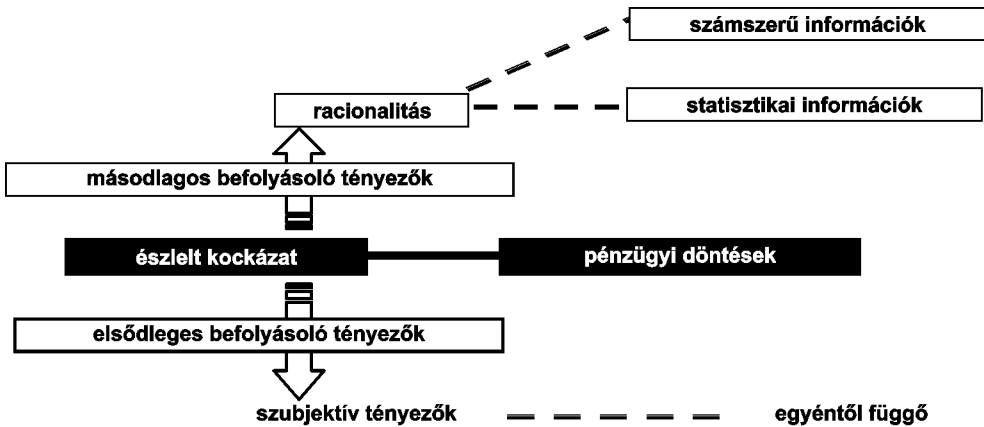 számszerű információk
racionalitás
statisztikai információk
másodlagos befolyásoló tényezők
észlelt kockázat
pénzügyi döntések
elsődleges befolyásoló tényezők
szubjektív tényezők
egyéntől függő